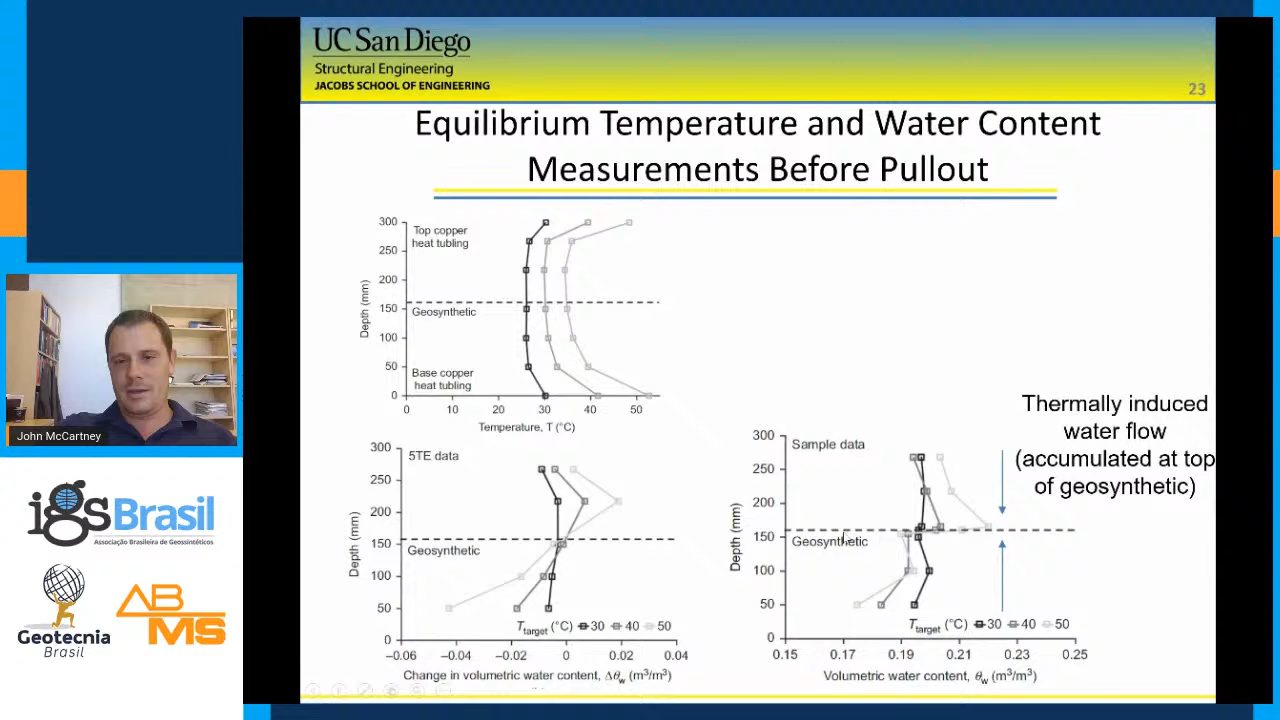 UC San Diego
Structural Engineering
JACOBS SCHOOL OF ENGINEERING
23
Equilibrium Temperature and Water Content
Measurements Before Pullout
300
250
200
150
100
50
0
Depth (mm)
Top copper
heat tubling
Geosynthetic
Base copper
heat tubling
0 10 20 30 40 50
Temperature, T (°C)
300
250
200
150
100
50
0
Depth (mm)
5TE data
Geosynthetic
Ttarget (°C) 30 40 50
–0.06 –0.04 –0.02 0 0.02 0.04
Change in volumetric water content, Δθw (m³/m³)
300
250
200
150
100
50
0
Depth (mm)
Sample data
Geosynthetic
Ttarget (°C) 30 40 50
0.15 0.17 0.19 0.21 0.23 0.25
Volumetric water content, θw (m³/m³)
Thermally induced
water flow
(accumulated at top
of geosynthetic)
John McCartney
igsBrasil
Associação Brasileira de Geossintéticos
Geotecnia
Brasil
AB
MS